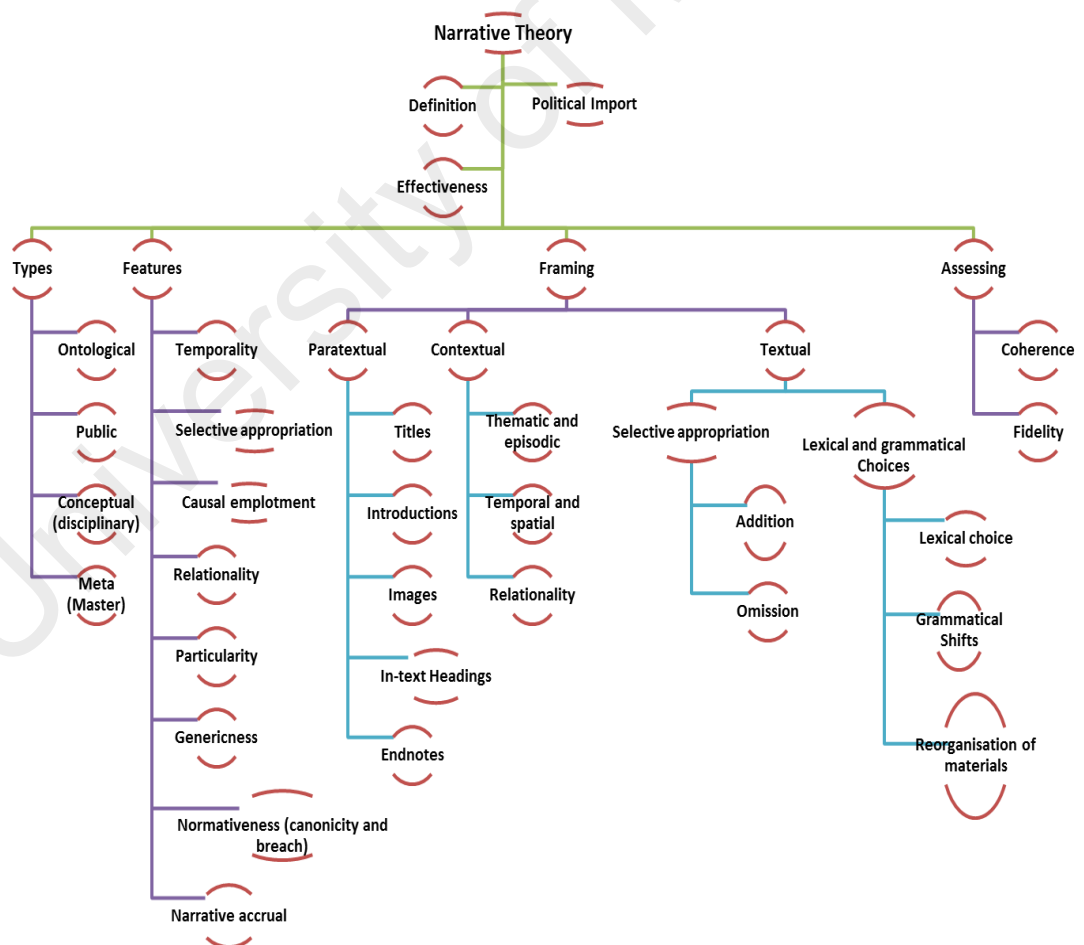 Narrative Theory
Definition
Political Import
Effectiveness
Types
Features
Framing
Assessing
Ontological
Public
Conceptual
(disciplinary)
Meta
(Master)
Temporality
Selective appropriation
Causal emplotment
Relationality
Particularity
Genericness
Normativeness (canonicity and
breach)
Narrative accrual
Paratextual
Contextual
Textual
Titles
Introductions
Images
In-text Headings
Endnotes
Thematic and
episodic
Temporal and
spatial
Relationality
Selective appropriation
Addition
Omission
Lexical and grammatical
Choices
Lexical choice
Grammatical
Shifts
Reorganisation of
materials
Coherence
Fidelity
University of